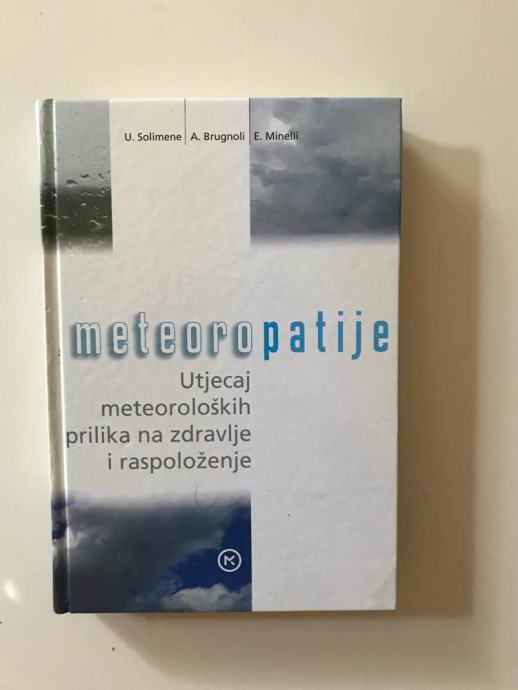 U. Solimene A. Brugnoli E. Minelli
meteoropatije
Utjecaj
meteoroloških
prilika na zdravlje
i raspoloženje